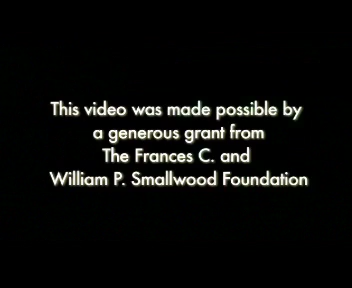 This video was made possible by
a generous grant from
The Frances C. and
William P. Smallwood Foundation